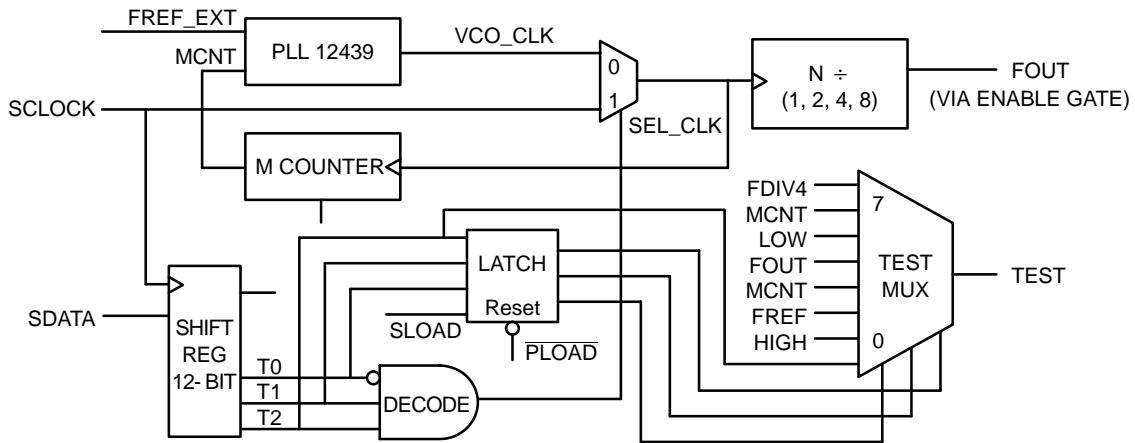 FREF_EXT
MCNT
PLL 12439
VCO_CLK
0
1
N ÷
(1, 2, 4, 8)
FOUT
(VIA ENABLE GATE)
SCLOCK
SEL_CLK
M COUNTER
FDIV4
MCNT
LOW
FOUT
MCNT
FREF
HIGH
7
TEST
MUX
0
TEST
LATCH
Reset
SLOAD
PLOAD
SDATA
SHIFT
REG
12- BIT
T0
T1
T2
DECODE